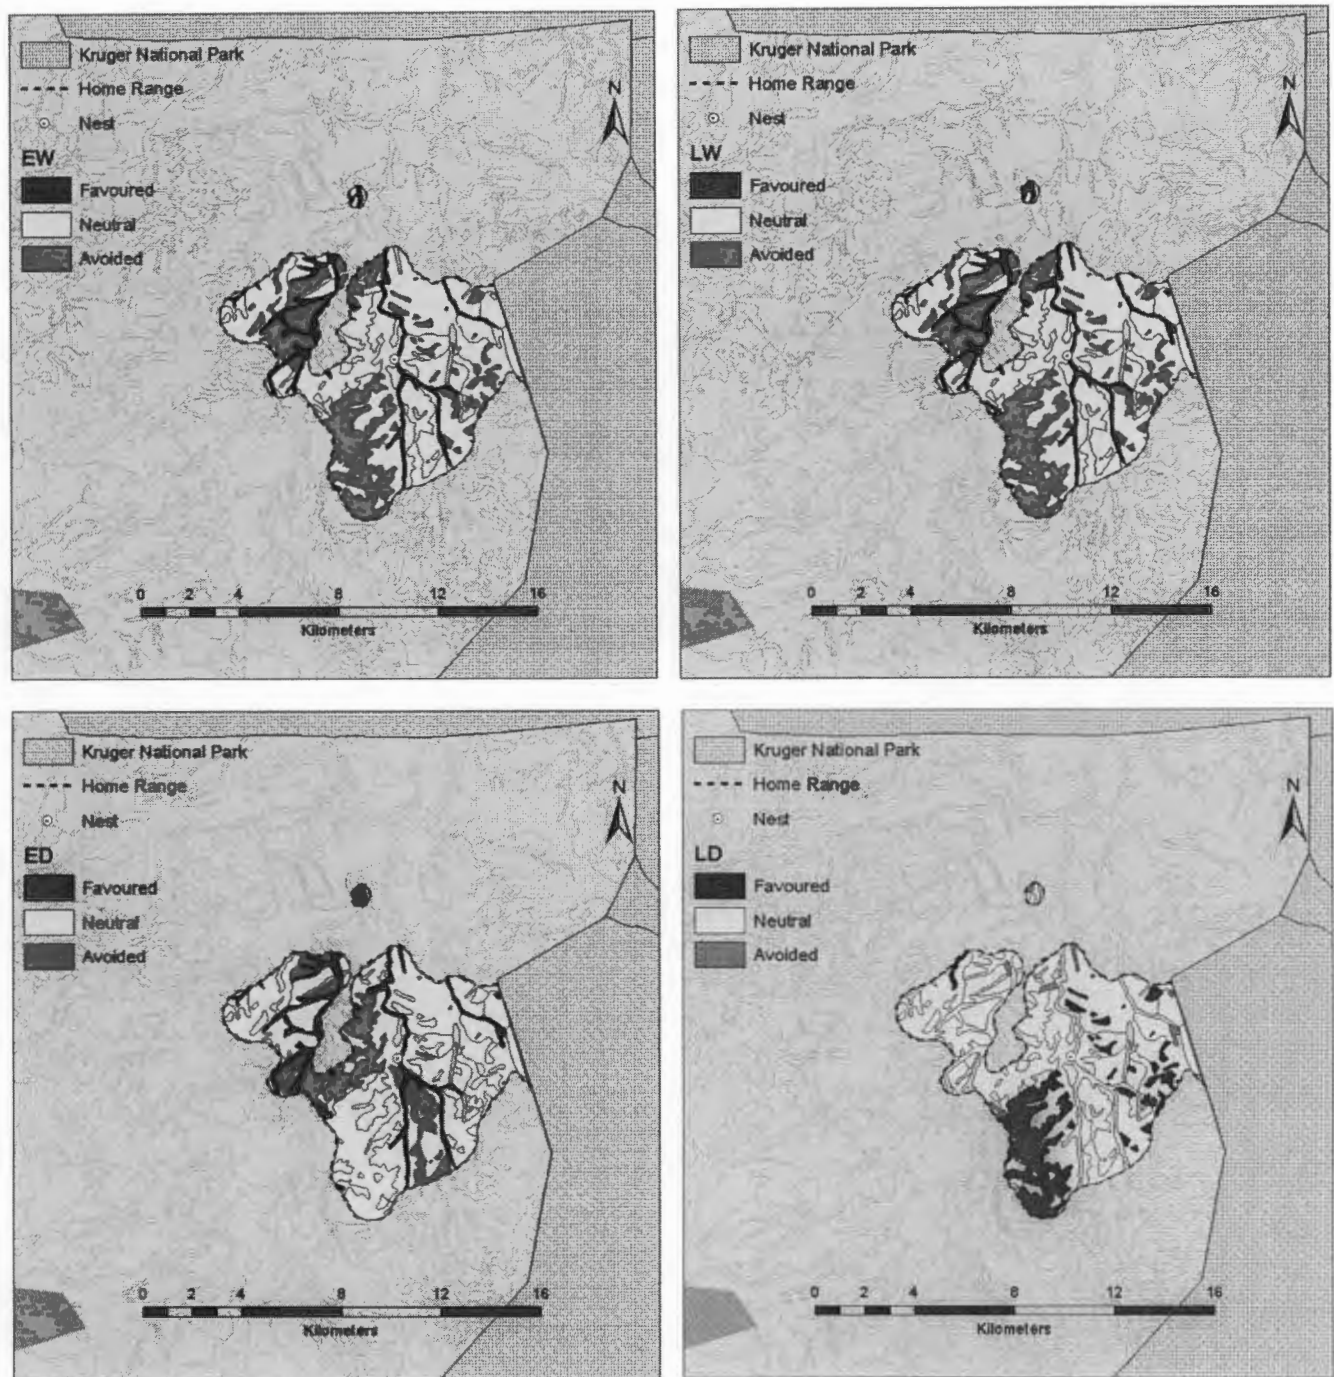 Kruger National Park
Home Range
Nest
N
EW
Favoured
Neutral
Avoided
0 2 4 8 12 16
Kilometers
Kruger National Park
Home Range
Nest
N
LW
Favoured
Neutral
Avoided
0 2 4 8 12 16
Kilometers
Kruger National Park
Home Range
Nest
N
ED
Favoured
Neutral
Avoided
0 2 4 8 12 16
Kilometers
Kruger National Park
Home Range
Nest
N
LD
Favoured
Neutral
Avoided
0 2 4 8 12 16
Kilometers